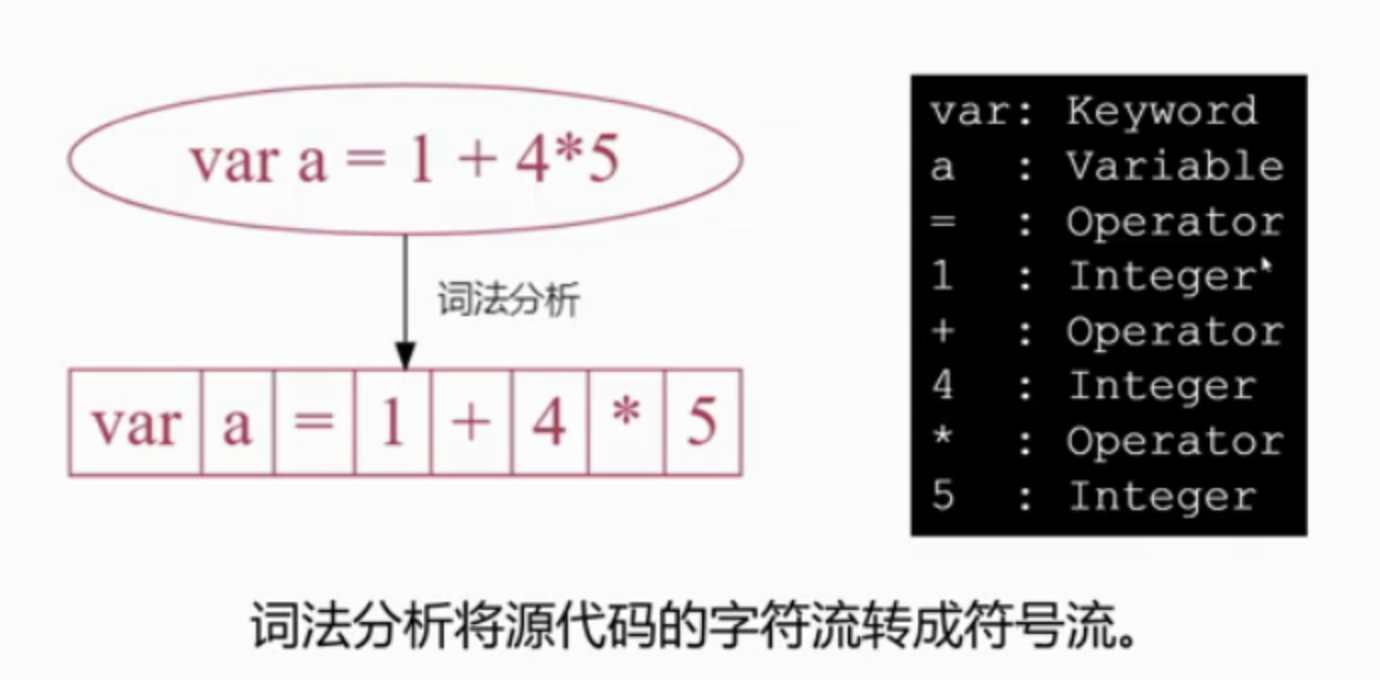 var a = 1 + 4*5
词法分析
var a = 1 + 4 * 5
var: Keyword
a : Variable
= : Operator
1 : Integer
+ : Operator
4 : Integer
* : Operator
5 : Integer
词法分析将源代码的字符流转成符号流。